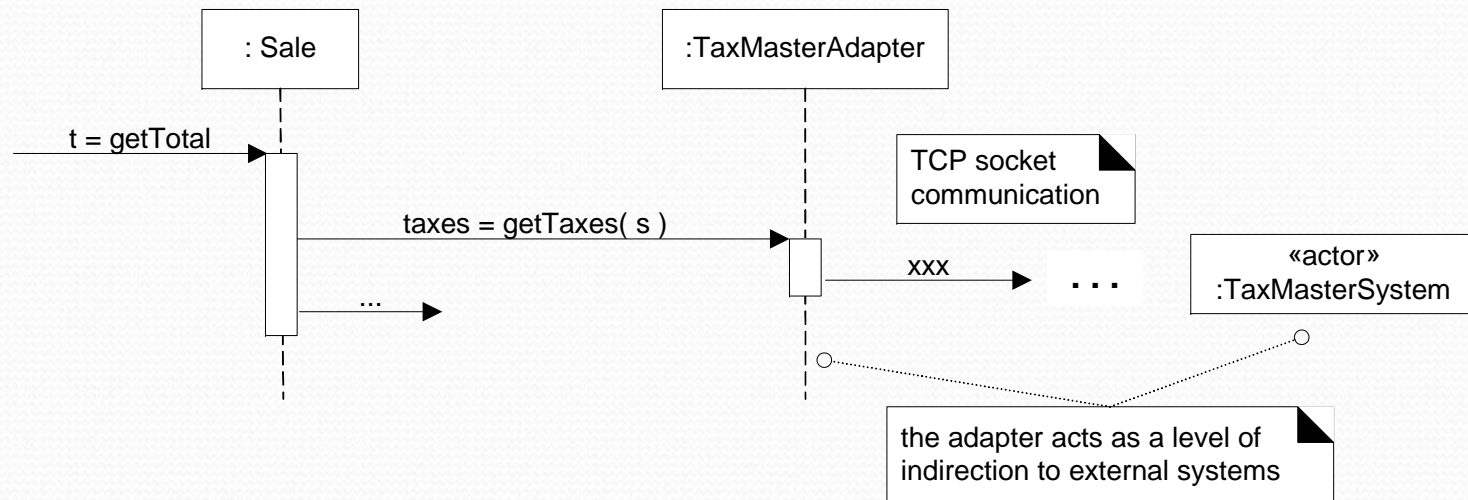 : Sale
:TaxMasterAdapter
t = getTotal
TCP socket
communication
taxes = getTaxes( s )
xxx
. . .
«actor»
:TaxMasterSystem
...
the adapter acts as a level of
indirection to external systems